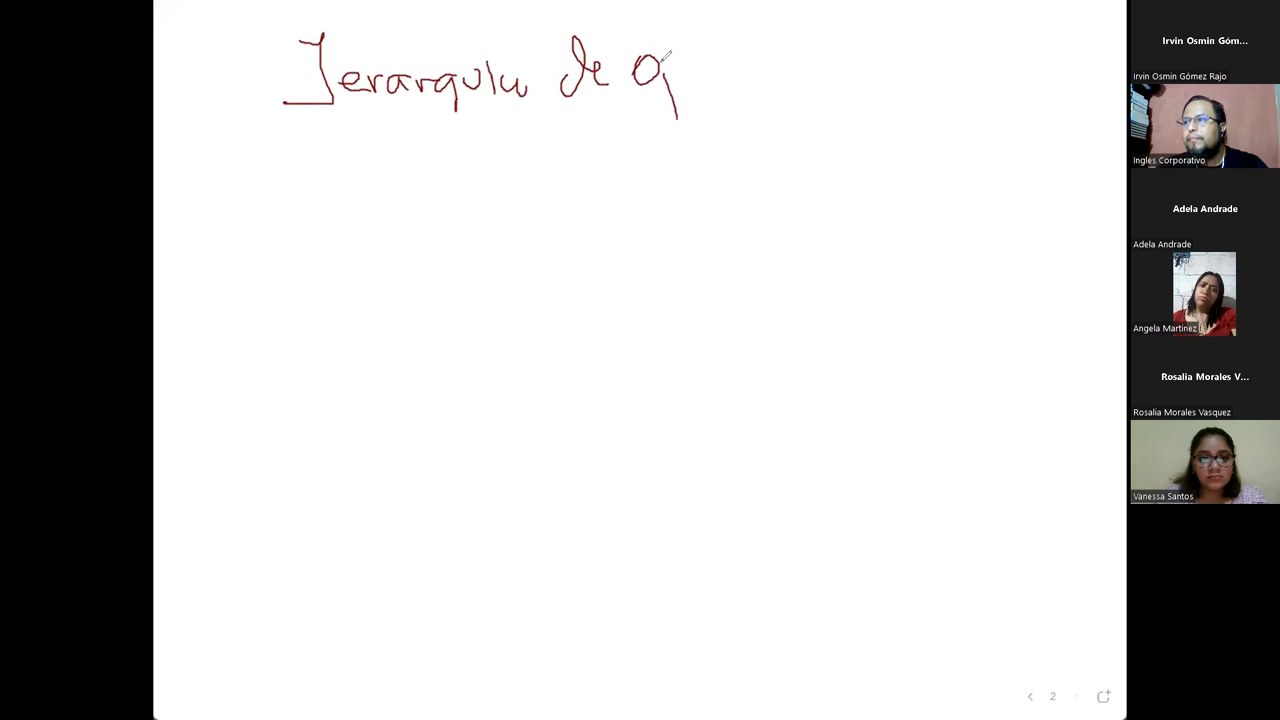 Jerarquia de Op
Irvin Osmin Góm...
Irvin Osmin Gómez Rajo
Ingles Corporativo
Adela Andrade
Adela Andrade
Angela Martinez
Rosalia Morales V...
Rosalia Morales Vasquez
Vanessa Santos
2